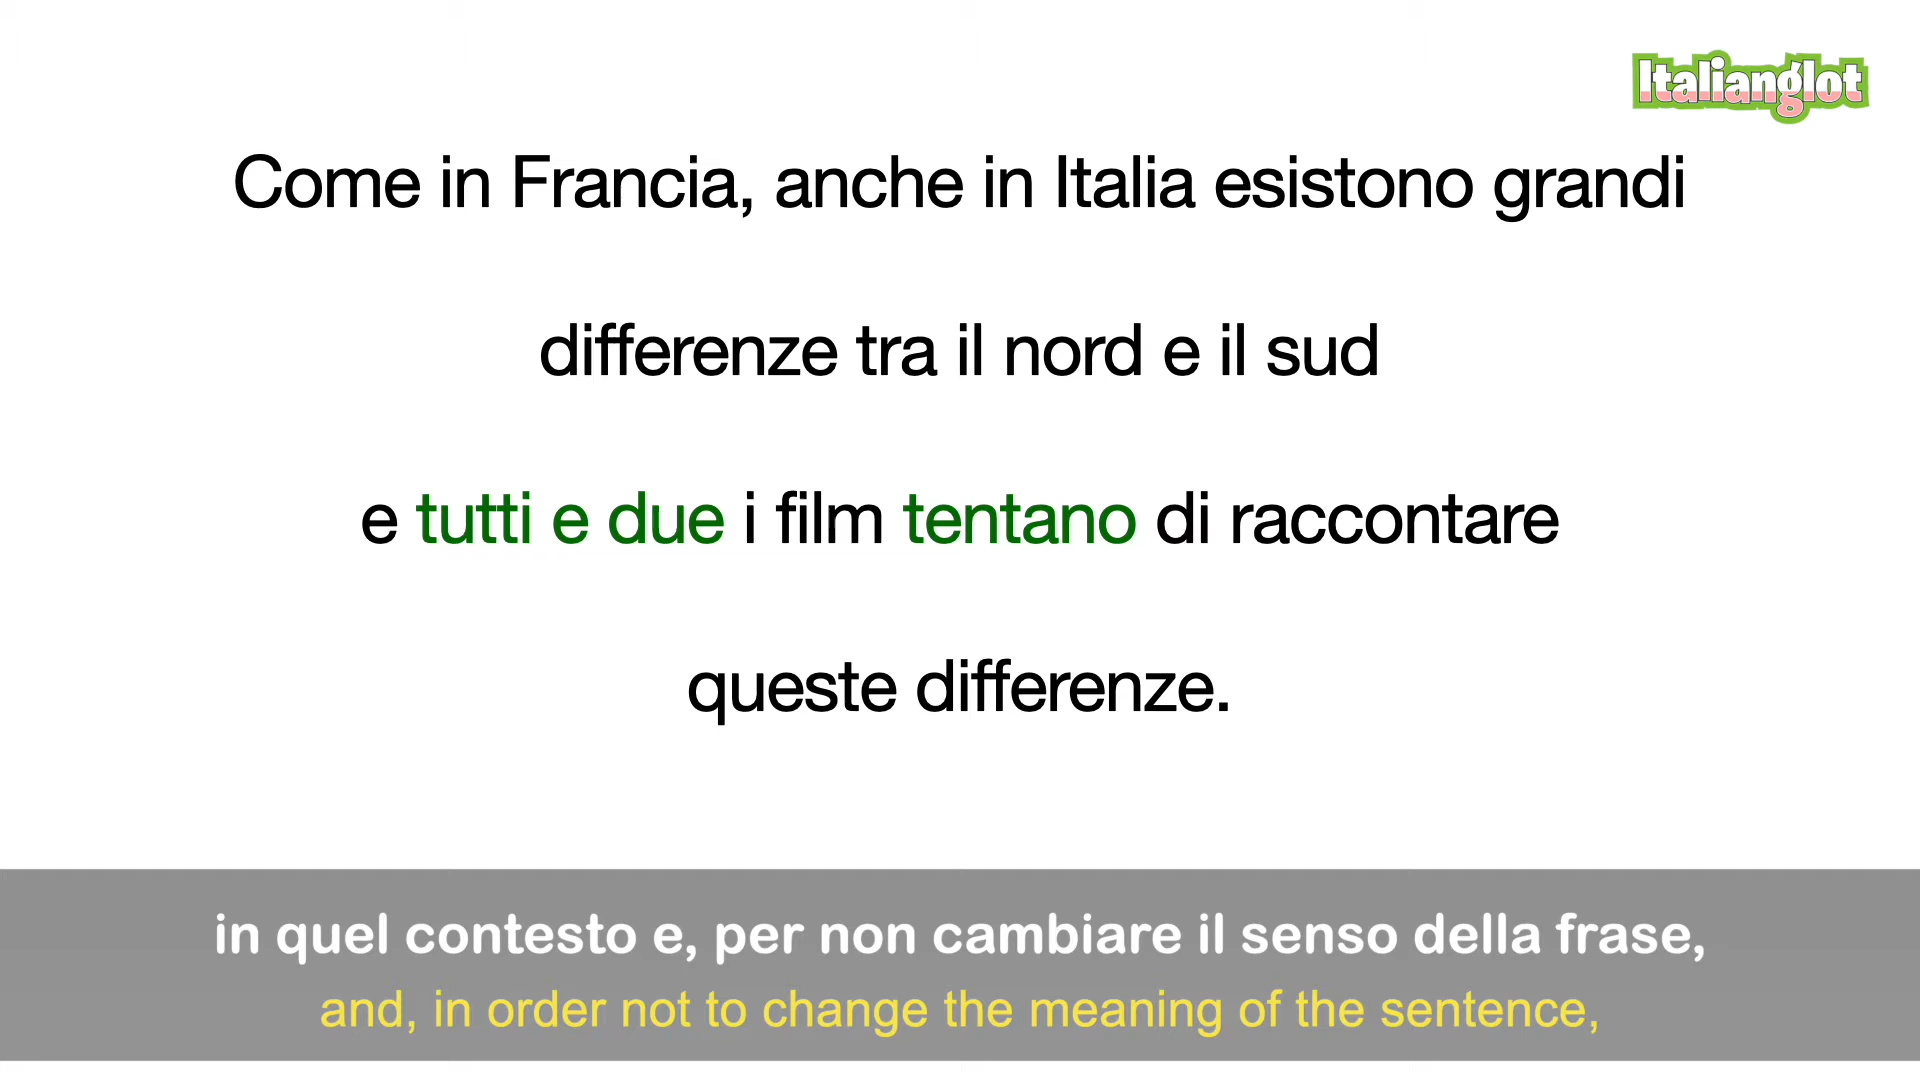 Italianglot
Come in Francia, anche in Italia esistono grandi
differenze tra il nord e il sud
e tutti e due i film tentano di raccontare
queste differenze.
in quel contesto e, per non cambiare il senso della frase,
and, in order not to change the meaning of the sentence,